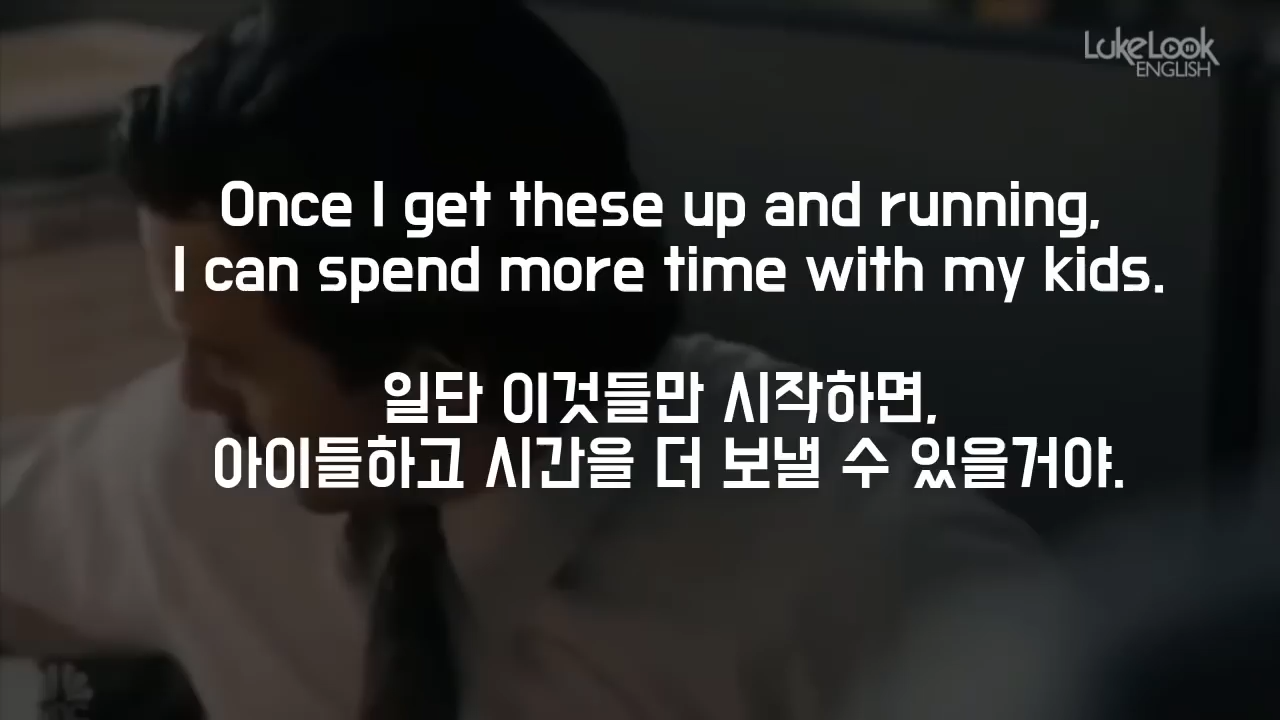 LukeLook
ENGLISH
Once I get these up and running,
I can spend more time with my kids.
일단 이것들만 시작하면,
아이들하고 시간을 더 보낼 수 있을거야.